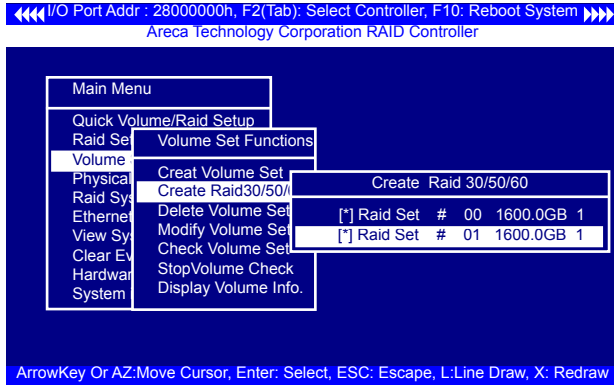 I/O Port Addr : 28000000h, F2(Tab): Select Controller, F10: Reboot System
Areca Technology Corporation RAID Controller
Main Menu
Quick Volume/Raid Setup
Raid Set
Volume
Physical
Raid Sys
Ethernet
View Sys
Clear Ev
Hardwar
System
Volume Set Functions
Creat Volume Set
Create Raid30/50/
Delete Volume Set
Modify Volume Set
Check Volume Set
StopVolume Check
Display Volume Info.
Create Raid 30/50/60
[*] Raid Set # 00 1600.0GB 1
[*] Raid Set # 01 1600.0GB 1
ArrowKey Or AZ:Move Cursor, Enter: Select, ESC: Escape, L:Line Draw, X: Redraw